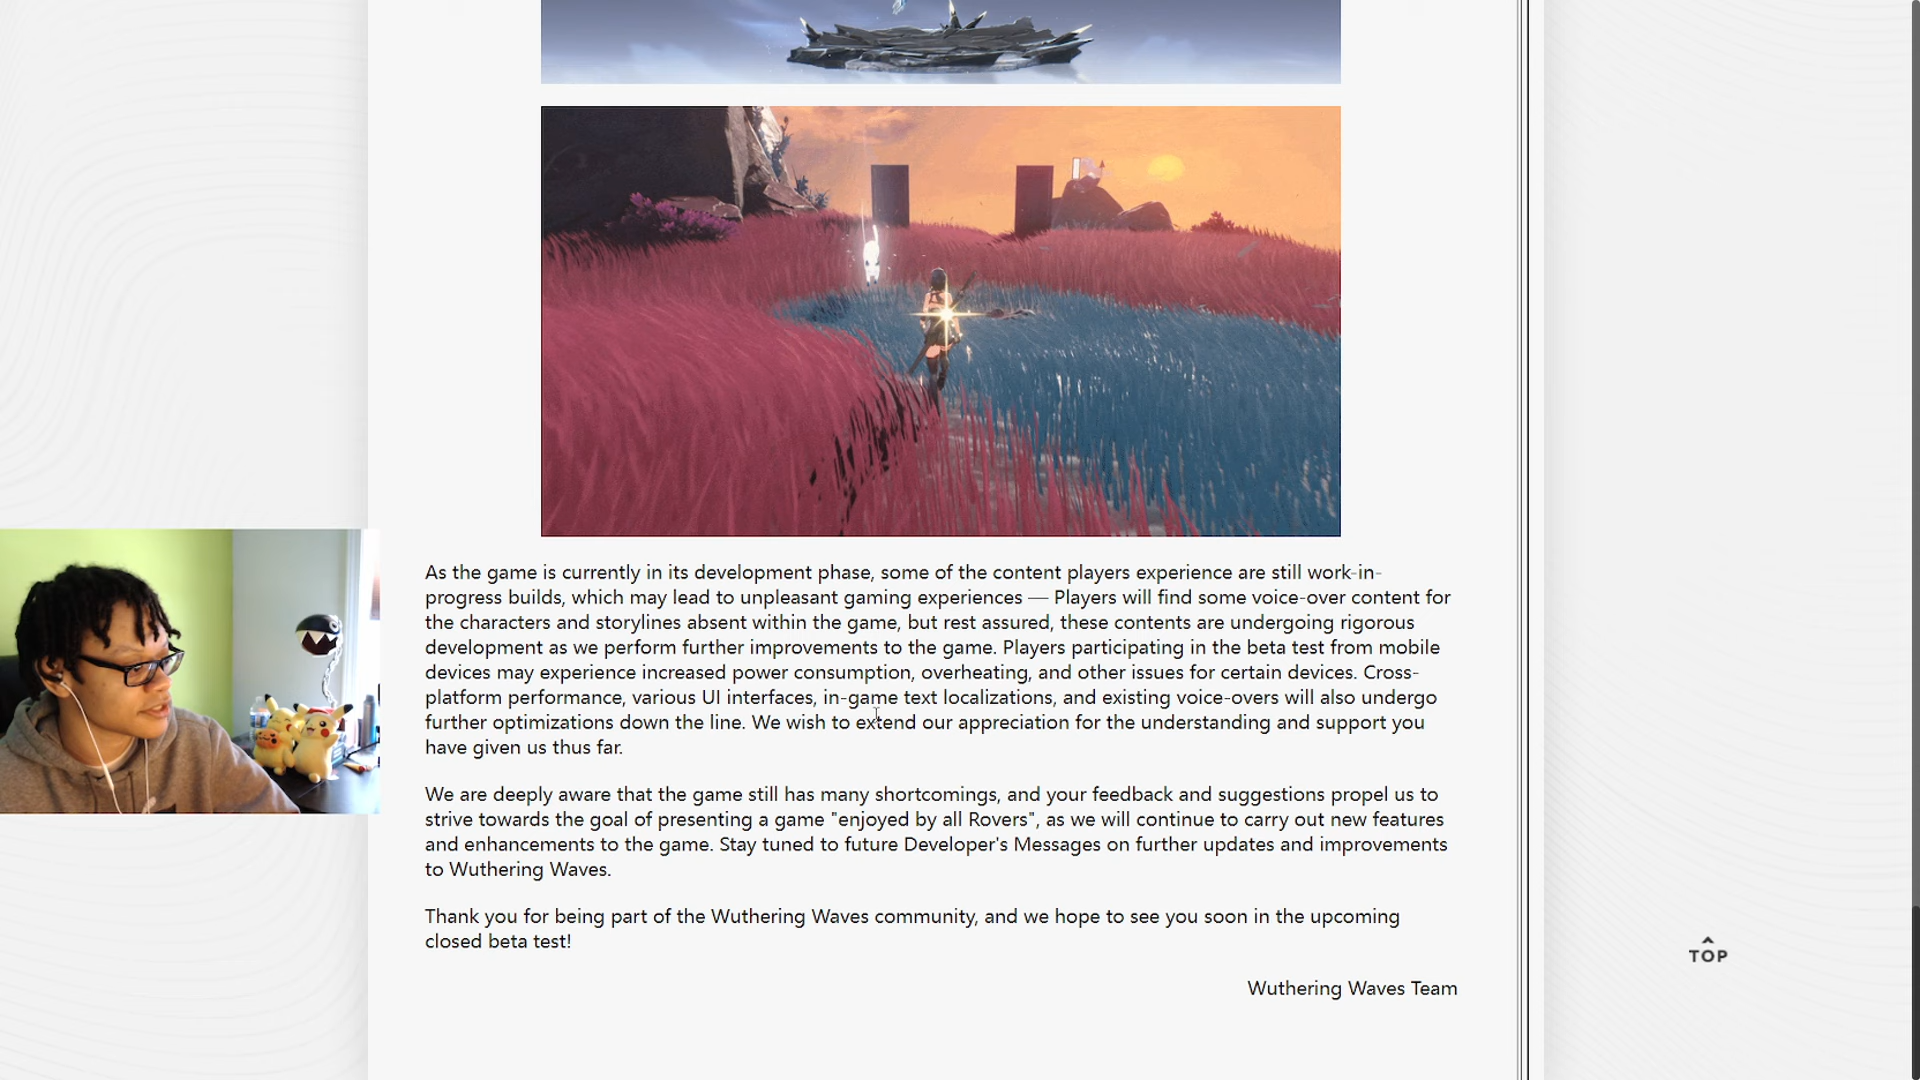 As the game is currently in its development phase, some of the content players experience are still work-in-
progress builds, which may lead to unpleasant gaming experiences — Players will find some voice-over content for
the characters and storylines absent within the game, but rest assured, these contents are undergoing rigorous
development as we perform further improvements to the game. Players participating in the beta test from mobile
devices may experience increased power consumption, overheating, and other issues for certain devices. Cross-
platform performance, various UI interfaces, in-game text localizations, and existing voice-overs will also undergo
further optimizations down the line. We wish to extend our appreciation for the understanding and support you
have given us thus far.
We are deeply aware that the game still has many shortcomings, and your feedback and suggestions propel us to
strive towards the goal of presenting a game "enjoyed by all Rovers", as we will continue to carry out new features
and enhancements to the game. Stay tuned to future Developer's Messages on further updates and improvements
to Wuthering Waves.
Thank you for being part of the Wuthering Waves community, and we hope to see you soon in the upcoming
closed beta test!
TOP
Wuthering Waves Team